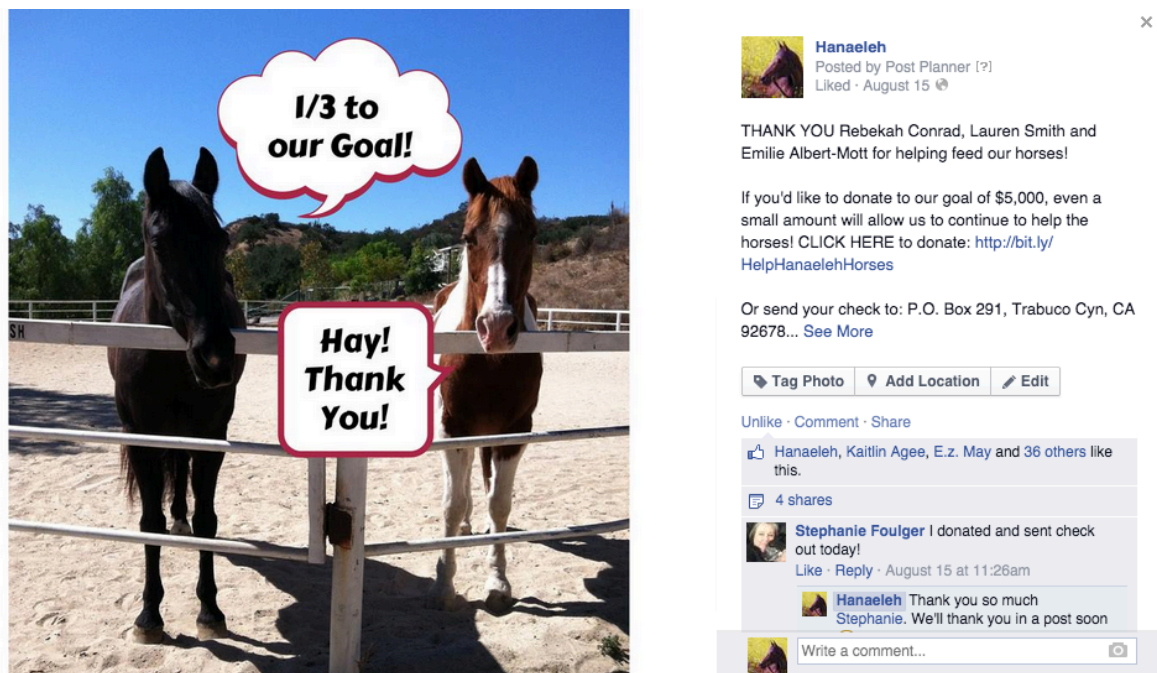 1/3 to
our Goal!
Hay!
Thank
You!
SH
×
Hanaeleh
Posted by Post Planner [?]
Liked · August 15
THANK YOU Rebekah Conrad, Lauren Smith and
Emilie Albert-Mott for helping feed our horses!
If you'd like to donate to our goal of $5,000, even a
small amount will allow us to continue to help the
horses! CLICK HERE to donate: http://bit.ly/
HelpHanaelehHorses
Or send your check to: P.O. Box 291, Trabuco Cyn, CA
92678... See More
Tag Photo Add Location Edit
Unlike · Comment · Share
Hanaeleh, Kaitlin Agee, E.z. May and 36 others like
this.
4 shares
Stephanie Foulger I donated and sent check
out today!
Like · Reply · August 15 at 11:26am
Hanaeleh Thank you so much
Stephanie. We'll thank you in a post soon
Write a comment...